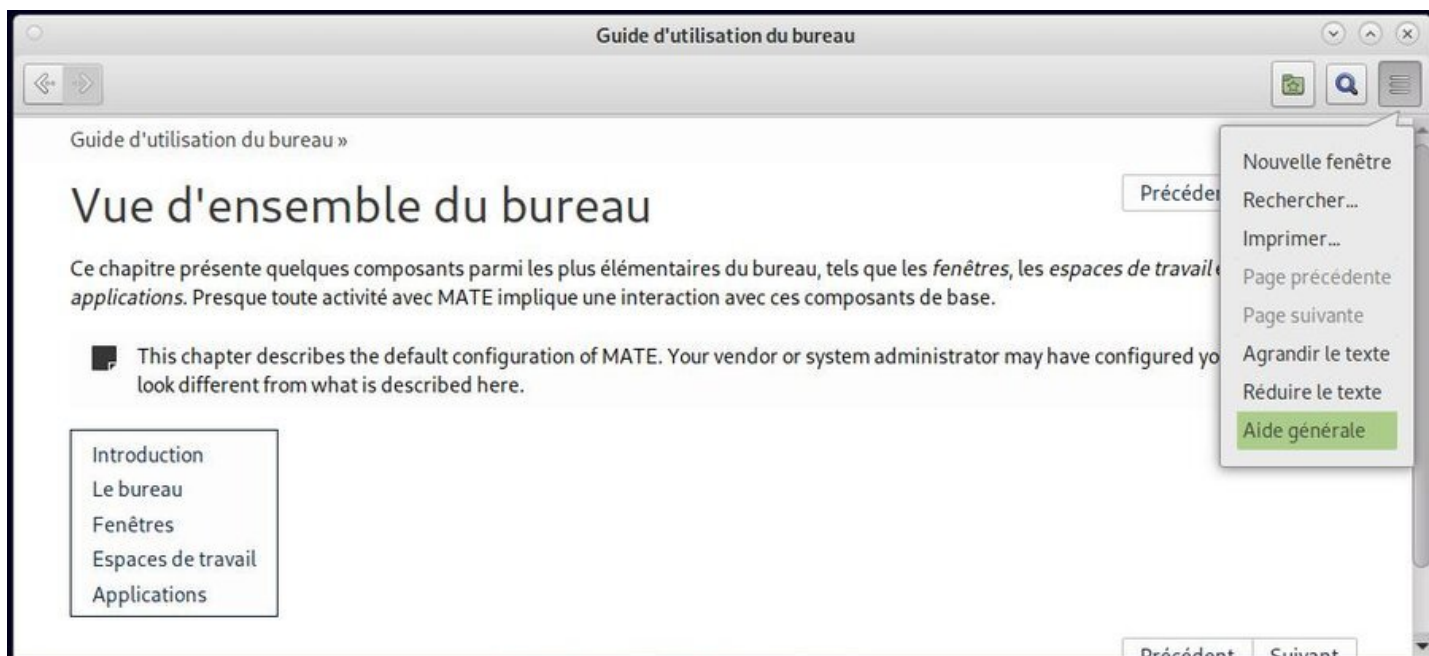 Guide d'utilisation du bureau
Guide d'utilisation du bureau »
Vue d'ensemble du bureau
Ce chapitre présente quelques composants parmi les plus élémentaires du bureau, tels que les fenêtres, les espaces de travail
applications. Presque toute activité avec MATE implique une interaction avec ces composants de base.
This chapter describes the default configuration of MATE. Your vendor or system administrator may have configured
look different from what is described here.
Introduction
Le bureau
Fenêtres
Espaces de travail
Applications
Nouvelle fenêtre
Rechercher...
Imprimer...
Page précédente
Page suivante
Agrandir le texte
Réduire le texte
Aide générale
Précédent Suivant